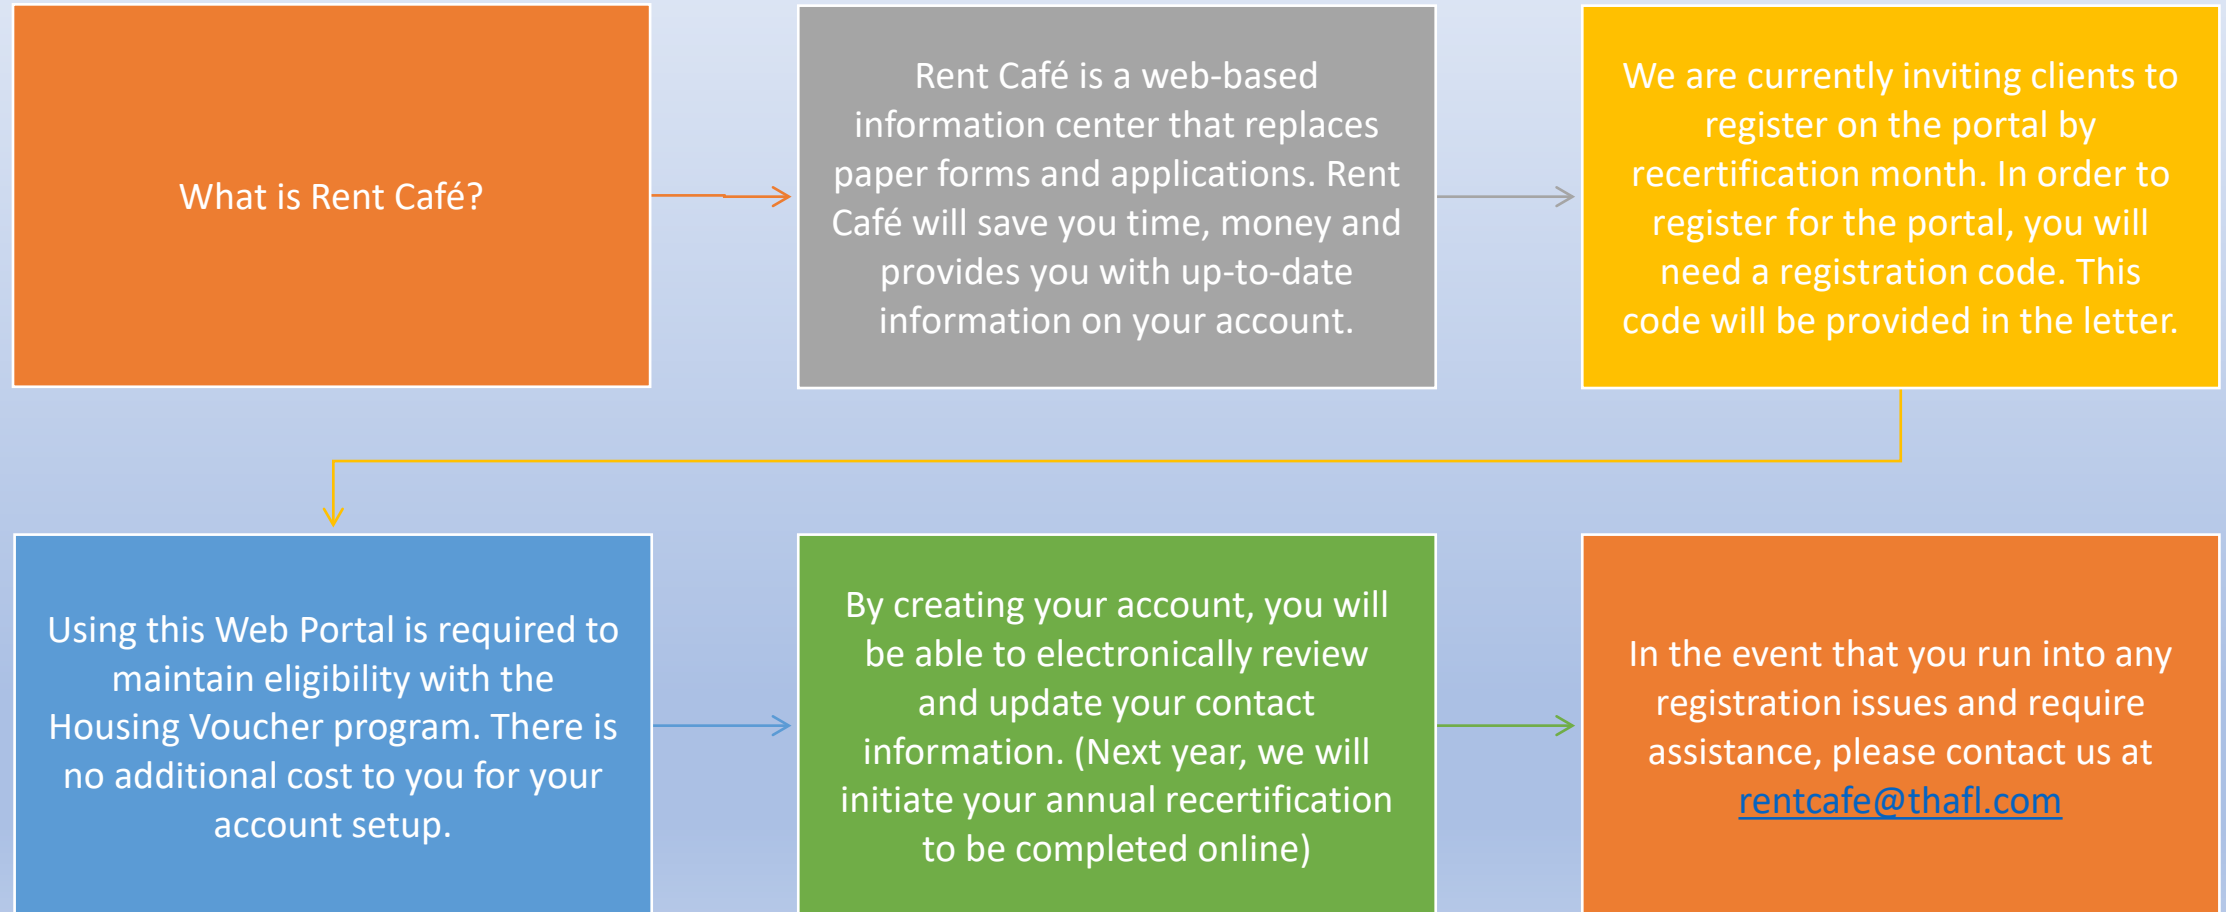 What is Rent Café?
Rent Café is a web-based
information center that replaces
paper forms and applications. Rent
Café will save you time, money and
provides you with up-to-date
information on your account.
We are currently inviting clients to
register on the portal by
recertification month. In order to
register for the portal, you will
need a registration code. This
code will be provided in the letter.
Using this Web Portal is required to
maintain eligibility with the
Housing Voucher program. There is
no additional cost to you for your
account setup.
By creating your account, you will
be able to electronically review
and update your contact
information. (Next year, we will
initiate your annual recertification
to be completed online)
In the event that you run into any
registration issues and require
assistance, please contact us at
rentcafe@thafl.com